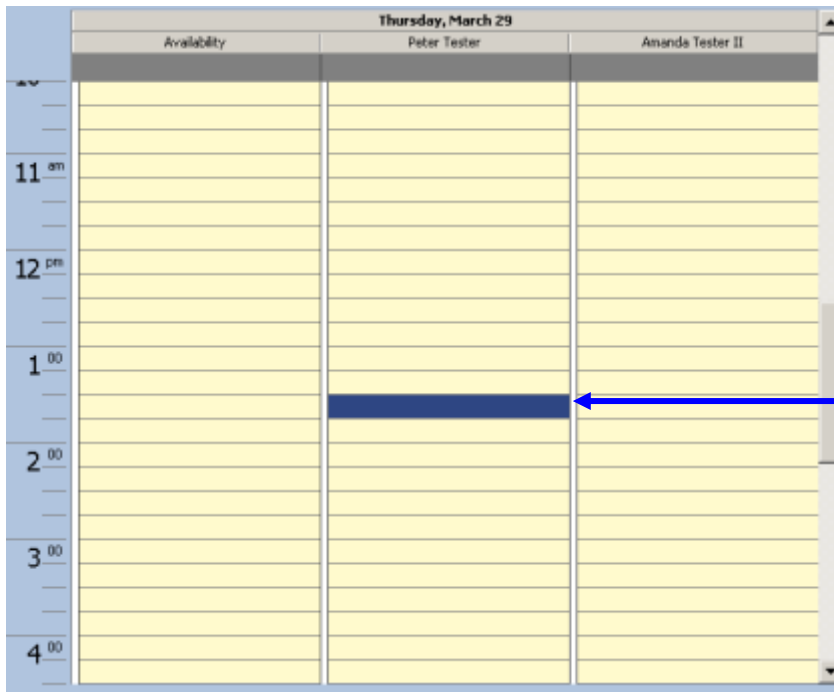 Thursday, March 29
Availability Peter Tester Amanda Tester II
11 am
12 pm
1 00
2 00
3 00
4 00